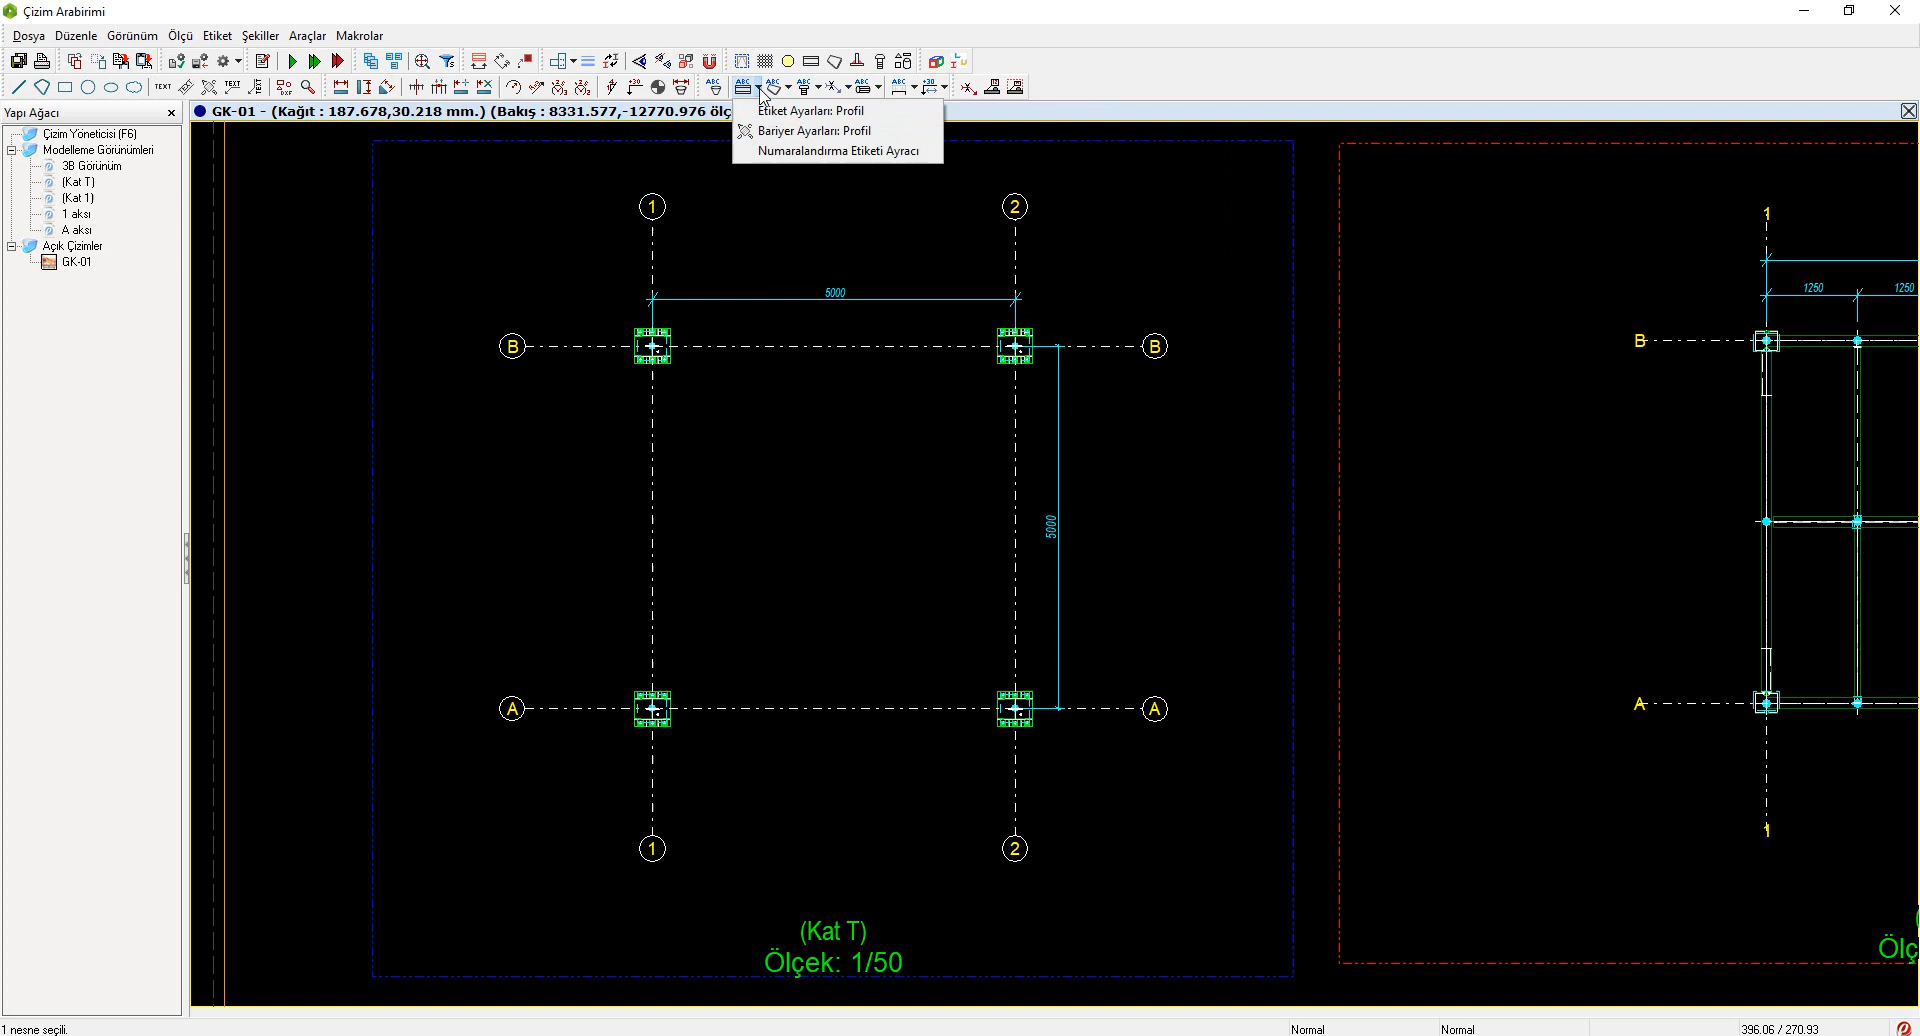 Çizim Arabirimi
Dosya Düzenle Görünüm Ölçü Etiket Şekiller Araçlar Makrolar
Yapı Ağacı
GK-01 - (Kağıt : 187.678,30.218 mm.) (Bakış : 8331.577,-12770.976 ölç
Etiket Ayarları: Profil
Bariyer Ayarları: Profil
Numaralandırma Etiketi Ayracı
Çizim Yöneticisi (F6)
Modelleme Görünümleri
3B Görünüm
(Kat T)
(Kat 1)
1 aksı
A aksı
Açık Çizimler
GK-01
1 2
5000
B B
5000
A A
1 2
(Kat T)
Ölçek: 1/50
1
1250 1250
B
A
1
Ölç
1 nesne seçili.
Normal
Normal
396.06 / 270.93